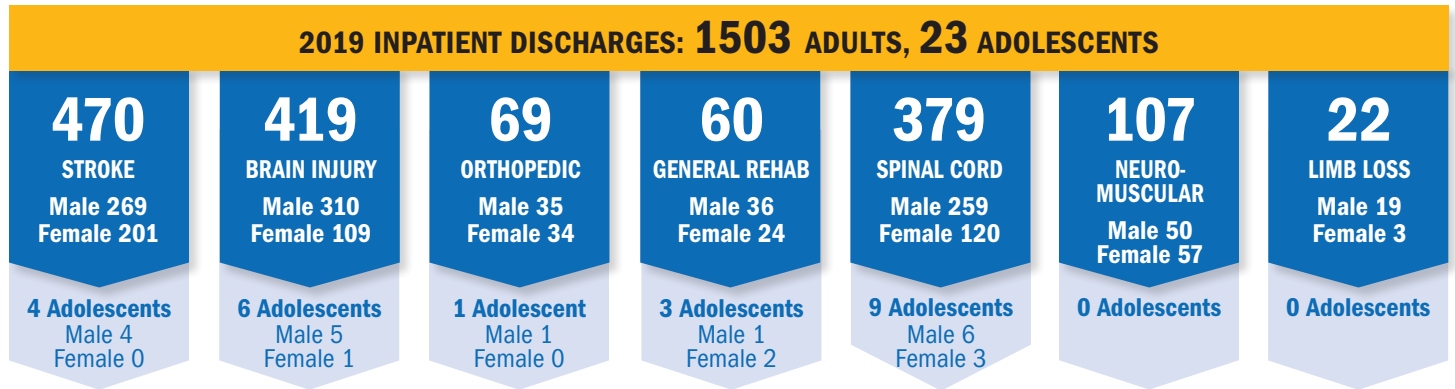 2019 INPATIENT DISCHARGES: 1503 ADULTS, 23 ADOLESCENTS
470
STROKE
Male 269
Female 201
4 Adolescents
Male 4
Female 0
419
BRAIN INJURY
Male 310
Female 109
6 Adolescents
Male 5
Female 1
69
ORTHOPEDIC
Male 35
Female 34
1 Adolescent
Male 1
Female 0
60
GENERAL REHAB
Male 36
Female 24
3 Adolescents
Male 1
Female 2
379
SPINAL CORD
Male 259
Female 120
9 Adolescents
Male 6
Female 3
107
NEURO-
MUSCULAR
Male 50
Female 57
0 Adolescents
22
LIMB LOSS
Male 19
Female 3
0 Adolescents